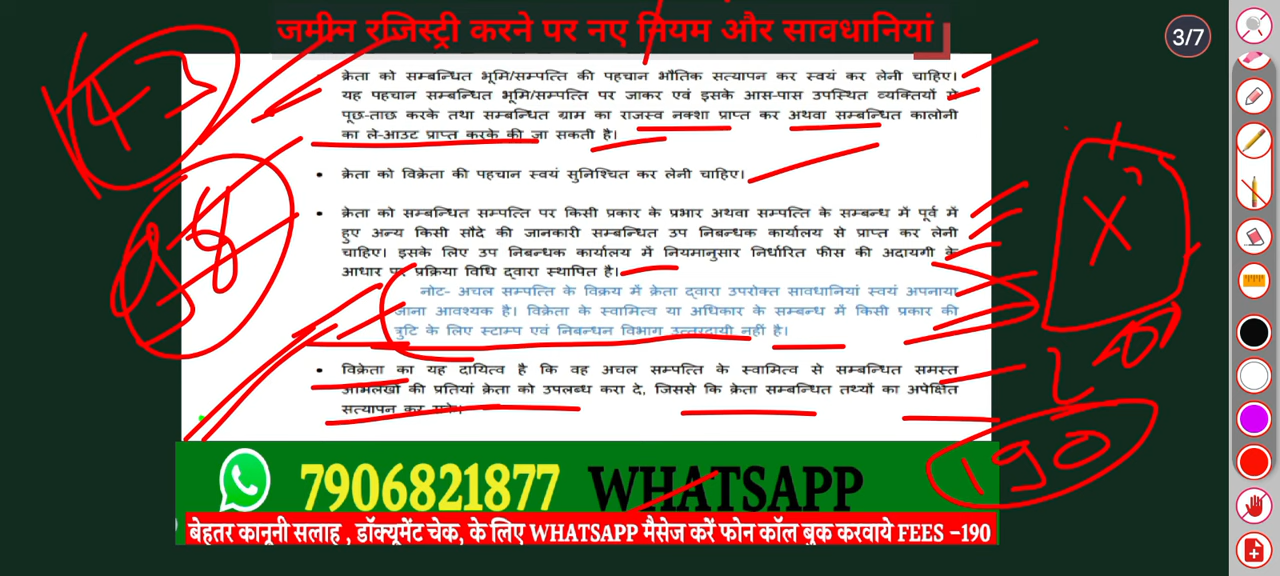 जमीन रजिस्ट्री करने पर नए नियम और सावधानियां
3/7
• क्रेता को सम्बन्धित भूमि/सम्पत्ति की पहचान भौतिक सत्यापन कर स्वयं कर लेनी चाहिए।
यह पहचान सम्बन्धित भूमि/सम्पत्ति पर जाकर एवं इसके आस-पास उपस्थित व्यक्तियों से
पूछ-ताछ करके तथा सम्बन्धित ग्राम का राजस्व नक्शा प्राप्त कर अथवा सम्बन्धित कालोनी
का ले-आउट प्राप्त करके की जा सकती है।
• क्रेता को विक्रेता की पहचान स्वयं सुनिश्चित कर लेनी चाहिए।
• क्रेता को सम्बन्धित सम्पत्ति पर किसी प्रकार के प्रभार अथवा सम्पत्ति के सम्बन्ध में पूर्व में
हुए अन्य किसी सौदे की जानकारी सम्बन्धित उप निबन्धक कार्यालय से प्राप्त कर लेनी
चाहिए। इसके लिए उप निबन्धक कार्यालय में नियमानुसार निर्धारित फीस की अदायगी के
आधार पर प्रक्रिया विधि द्वारा स्थापित है।
नोट- अचल सम्पत्ति के विक्रय में क्रेता द्वारा उपरोक्त सावधानियां स्वयं अपनाया
जाना आवश्यक है। विक्रेता के स्वामित्व या अधिकार के सम्बन्ध में किसी प्रकार की
त्रुटि के लिए स्टाम्प एवं निबन्धन विभाग उत्तरदायी नहीं है।
• विक्रेता का यह दायित्व है कि वह अचल सम्पत्ति के स्वामित्व से सम्बन्धित समस्त
अभिलेखों की प्रतियां क्रेता को उपलब्ध करा दे, जिससे कि क्रेता सम्बन्धित तथ्यों का अपेक्षित
सत्यापन कर सके।
190
7906821877 WHATSAPP
बेहतर कानूनी सलाह , डॉक्यूमेंट चेक, के लिए WHATSAPP मैसेज करें फोन कॉल बुक करवाये FEES –190